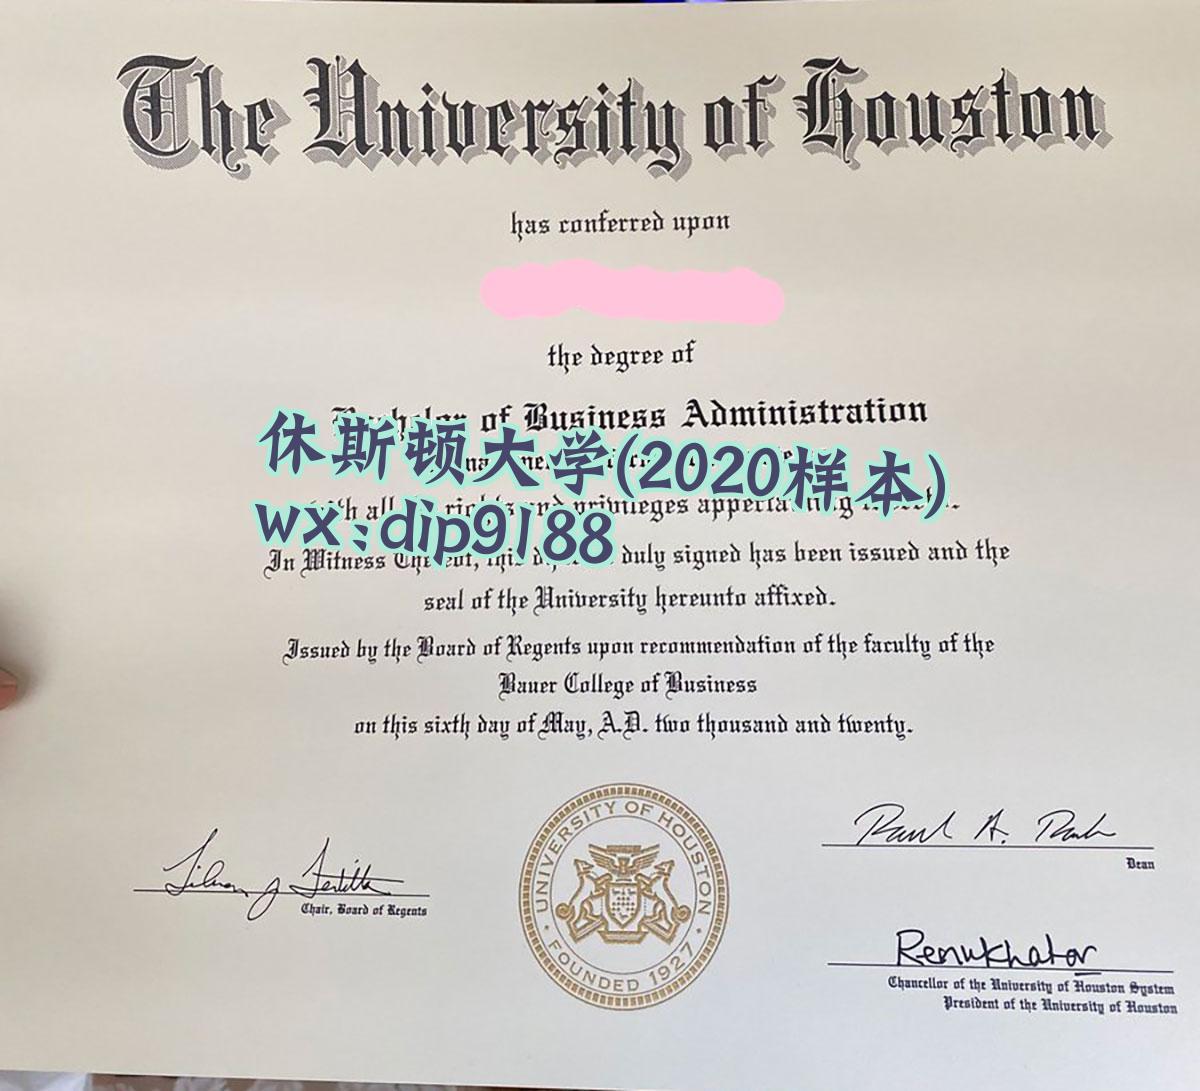 The University of Houston
has conferred upon
the degree of
of Business Administration
休斯顿大学(2020样本)
privileges
wx:dip9188
In Witness duly signed has been issued and the
seal of the University hereunto affixed.
Issued by the Board of Regents upon recommendation of the faculty of the
Bauer College of Business
on this sixth day of May, A.D. two thousand and twenty.
UNIVERSITY OF HOUSTON
FOUNDED 1927
Paul A.
Dean
Chair, Board of Regents
Renu Khator
Chancellor of the University of Houston System
President of the University of Houston